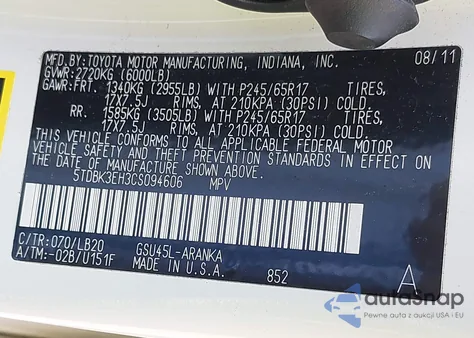 MFD.BY:TOYOTA MOTOR MANUFACTURING, INDIANA, INC. 08/11
GVWR: 2720KG (6000LB)
GAWR:FRT. 1340KG (2955LB) WITH P245/65R17 TIRES,
17X7.5J RIMS, AT 210KPA (30PSI) COLD.
RR. 1585KG (3505LB) WITH P245/65R17 TIRES,
17X7.5J RIMS, AT 210KPA (30PSI) COLD.
THIS VEHICLE CONFORMS TO ALL APPLICABLE FEDERAL MOTOR
VEHICLE SAFETY AND THEFT PREVENTION STANDARDS IN EFFECT ON
THE DATE OF MANUFACTURE SHOWN ABOVE.
5TDBK3EH3CS094606 MPV
C/TR: 070/LB20 GSU45L-ARANKA
A/TM: -02B/U151F MADE IN U.S.A. 852 A
autasnap
Pewne auta z aukcji USA i EU